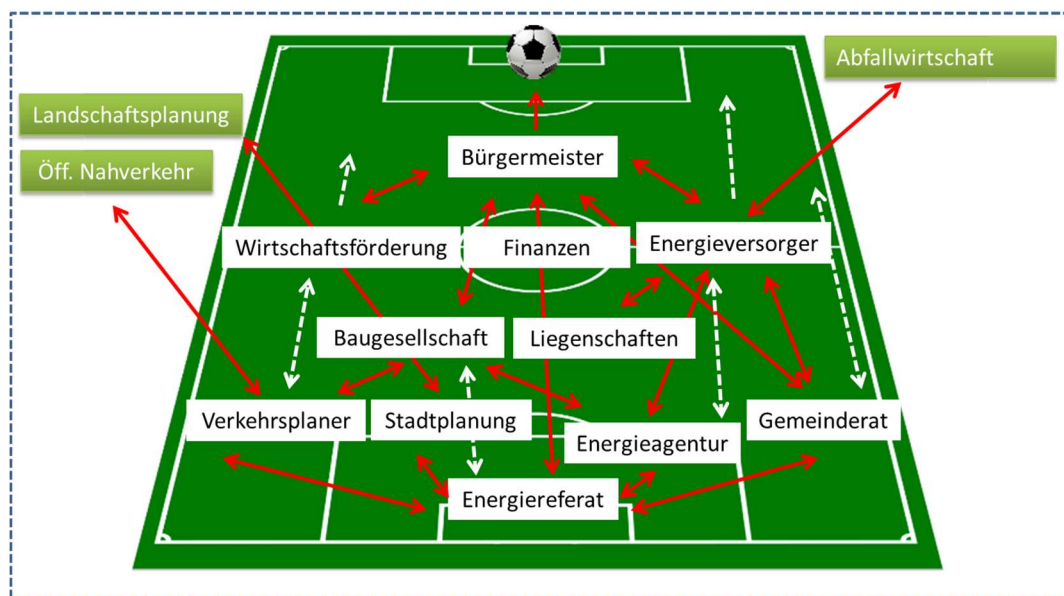 Abfallwirtschaft
Landschaftsplanung
Öff. Nahverkehr
Bürgermeister
Wirtschaftsförderung
Finanzen
Energieversorger
Baugesellschaft
Liegenschaften
Verkehrsplaner
Stadtplanung
Energieagentur
Gemeinderat
Energiereferat